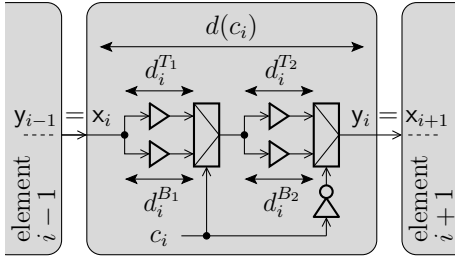 d(c_i)
d_i^{T_1} d_i^{T_2}
y_{i−1} = x_i y_i = x_{i+1}
d_i^{B_1} d_i^{B_2}
c_i
element
i − 1
element
i + 1